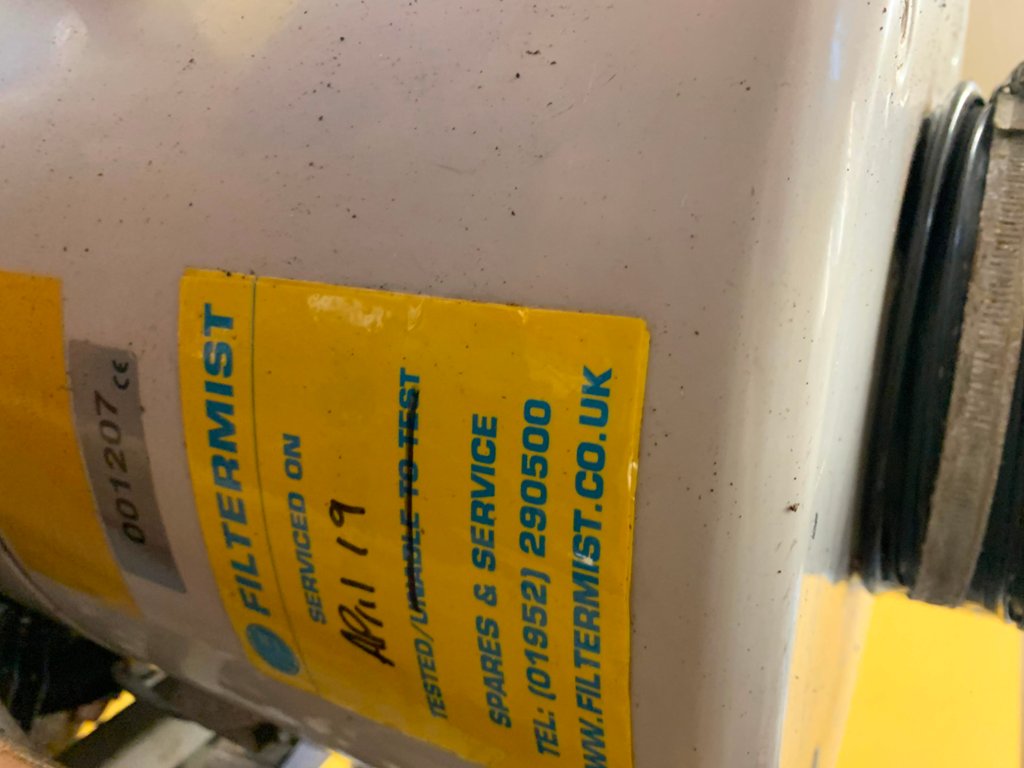 001207 CE
FILTERMIST
SERVICED ON
APril 19
TESTED/UNABLE TO TEST
SPARES & SERVICE
TEL: (01952) 290500
WW.FILTERMIST.CO.UK